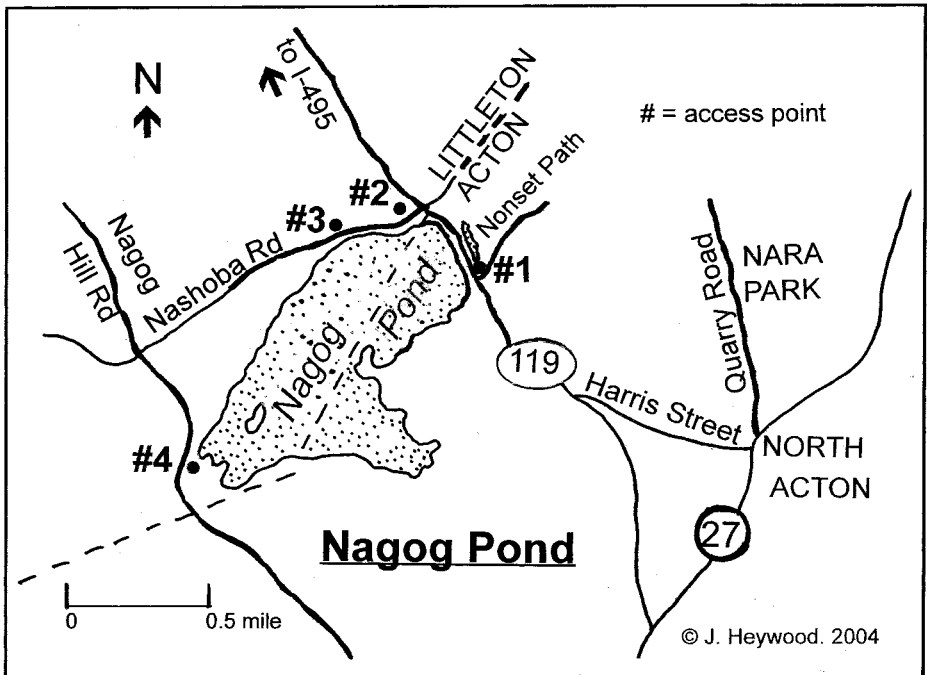 N
to I-495
LITTLETON
ACTON
# = access point
Nonset Path
#2
#3
#1
Nagog
Hill Rd
Nashoba Rd
Nagog
Pond
Quarry Road
NARA
PARK
119
Harris Street
#4
NORTH
ACTON
Nagog Pond
27
0
0.5 mile
© J. Heywood. 2004